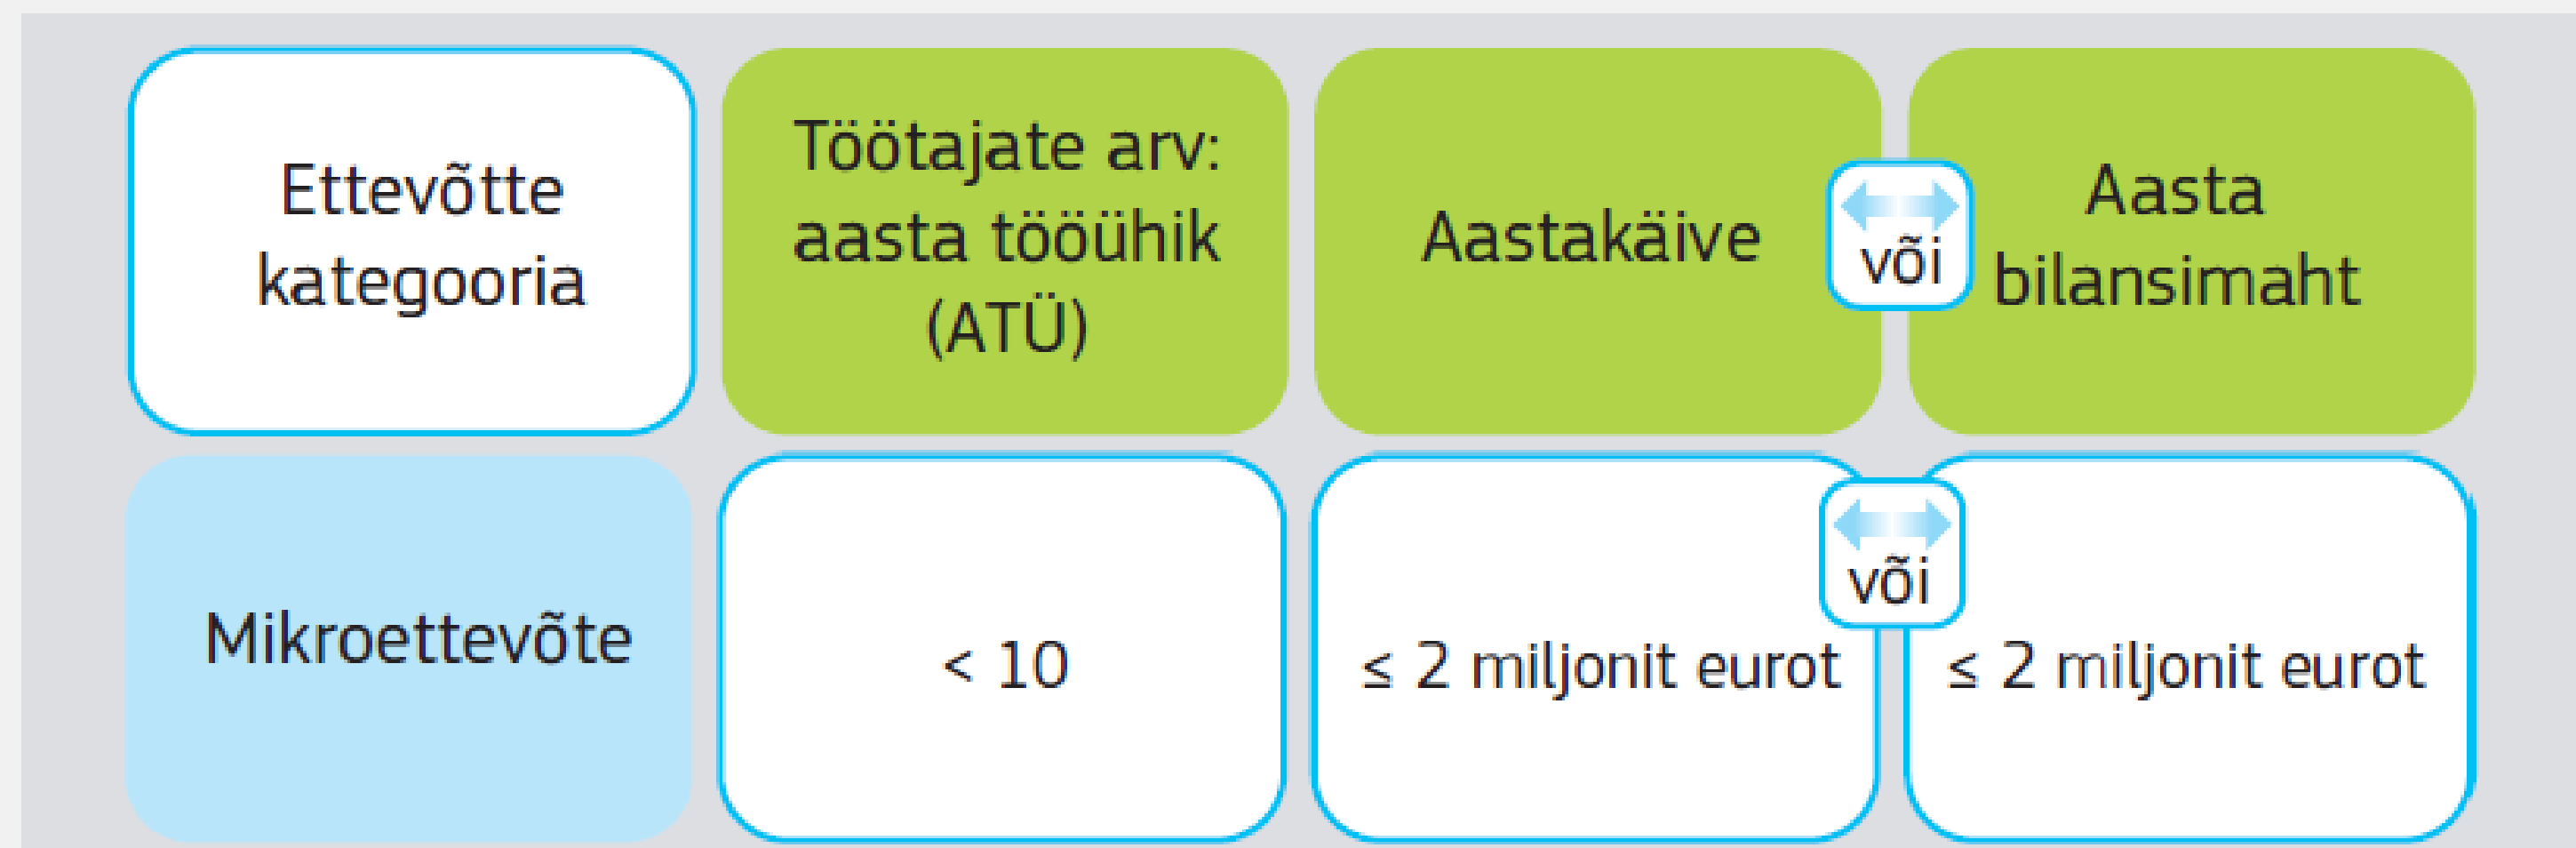 Ettevõtte
kategooria
Töötajate arv:
aasta tööühik
(ATÜ)
Aastakäive
või
Aasta
bilansimaht
Mikroettevõte
< 10
≤ 2 miljonit eurot
või
≤ 2 miljonit eurot